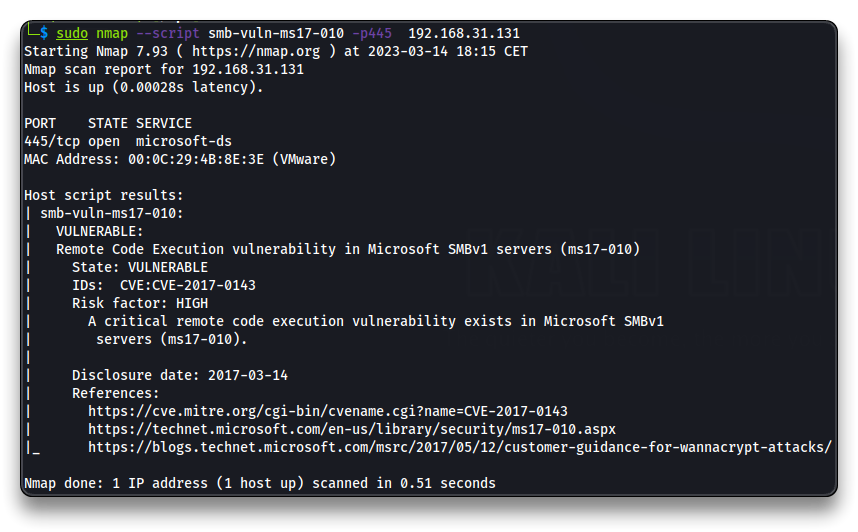 └─$ sudo nmap --script smb-vuln-ms17-010 -p445  192.168.31.131
Starting Nmap 7.93 ( https://nmap.org ) at 2023-03-14 18:15 CET
Nmap scan report for 192.168.31.131
Host is up (0.00028s latency).

PORT    STATE SERVICE
445/tcp open  microsoft-ds
MAC Address: 00:0C:29:4B:8E:3E (VMware)

Host script results:
| smb-vuln-ms17-010:
|   VULNERABLE:
|   Remote Code Execution vulnerability in Microsoft SMBv1 servers (ms17-010)
|     State: VULNERABLE
|     IDs:  CVE:CVE-2017-0143
|     Risk factor: HIGH
|       A critical remote code execution vulnerability exists in Microsoft SMBv1
|        servers (ms17-010).
|
|     Disclosure date: 2017-03-14
|     References:
|       https://cve.mitre.org/cgi-bin/cvename.cgi?name=CVE-2017-0143
|       https://technet.microsoft.com/en-us/library/security/ms17-010.aspx
|_      https://blogs.technet.microsoft.com/msrc/2017/05/12/customer-guidance-for-wannacrypt-attacks/

Nmap done: 1 IP address (1 host up) scanned in 0.51 seconds
KALI LIN